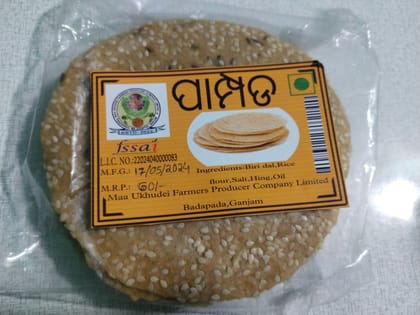 ପାମ୍ପଡ
fssai
L.I.C. NO.:22024040000083
M.F.G.: 17/05/2024
M.R.P.: 60/-
Ingredients:Biri dal,Rice
flour,Salt,Hing,Oil
Maa Ukhudei Farmers Producer Company Limited
Badapada,Ganjam